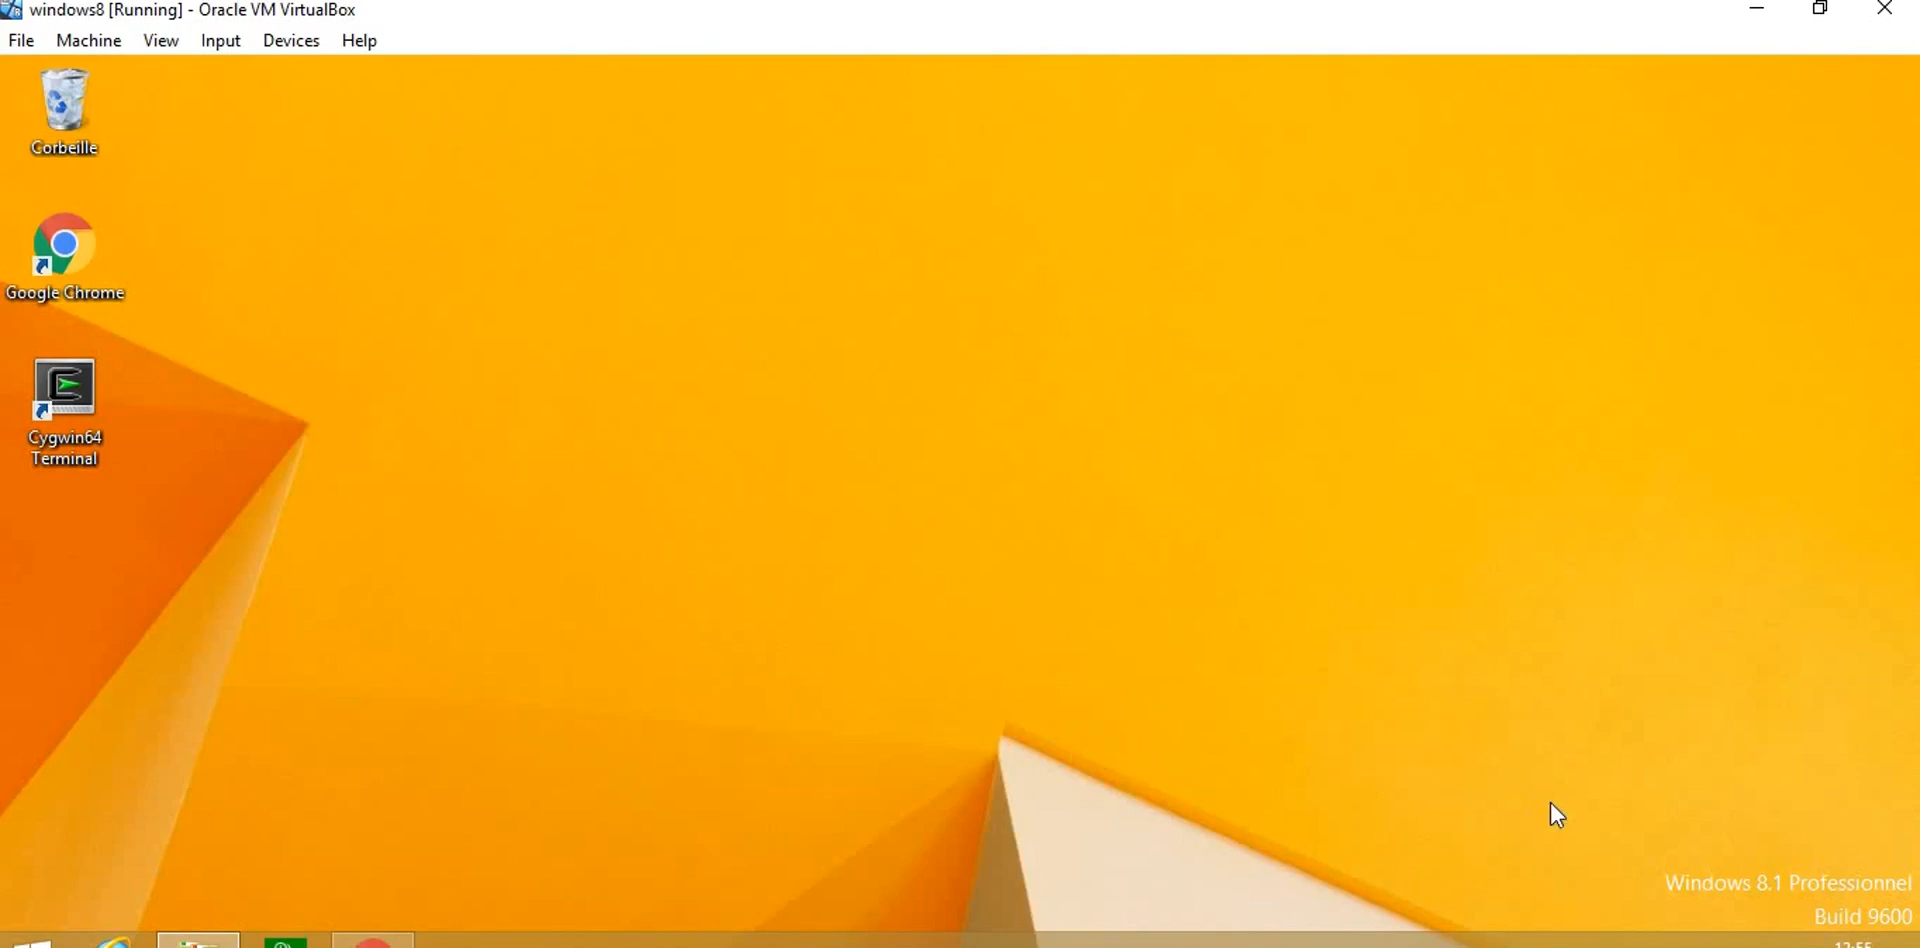 windows8 [Running] - Oracle VM VirtualBox
File Machine View Input Devices Help
Corbeille
Google Chrome
Cygwin64
Terminal
Windows 8.1 Professionnel
Build 9600